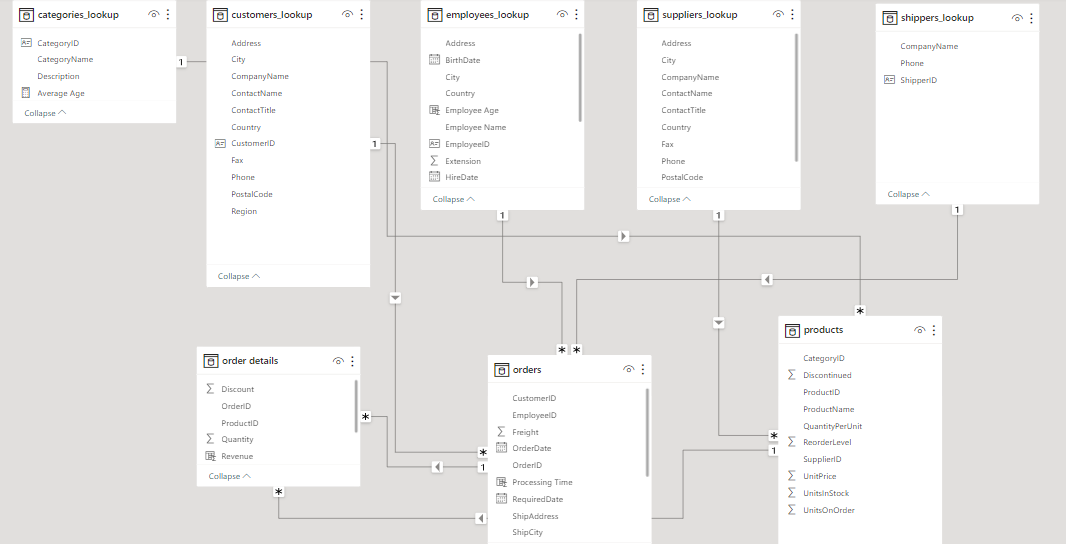 categories_lookup
CategoryID
CategoryName
Description
Average Age
Collapse
customers_lookup
Address
City
CompanyName
ContactName
ContactTitle
Country
CustomerID
Fax
Phone
PostalCode
Region
Collapse
employees_lookup
Address
BirthDate
City
Country
Employee Age
Employee Name
EmployeeID
Extension
HireDate
Collapse
suppliers_lookup
Address
City
CompanyName
ContactName
ContactTitle
Country
Fax
Phone
PostalCode
Collapse
shippers_lookup
CompanyName
Phone
ShipperID
Collapse
1
1
1
1
1
*
*
*
order details
Discount
OrderID
ProductID
Quantity
Revenue
Collapse
*
*
orders
CustomerID
EmployeeID
Freight
OrderDate
OrderID
Processing Time
RequiredDate
ShipAddress
ShipCity
*
1
products
CategoryID
Discontinued
ProductID
ProductName
QuantityPerUnit
ReorderLevel
SupplierID
UnitPrice
UnitsInStock
UnitsOnOrder
*
1